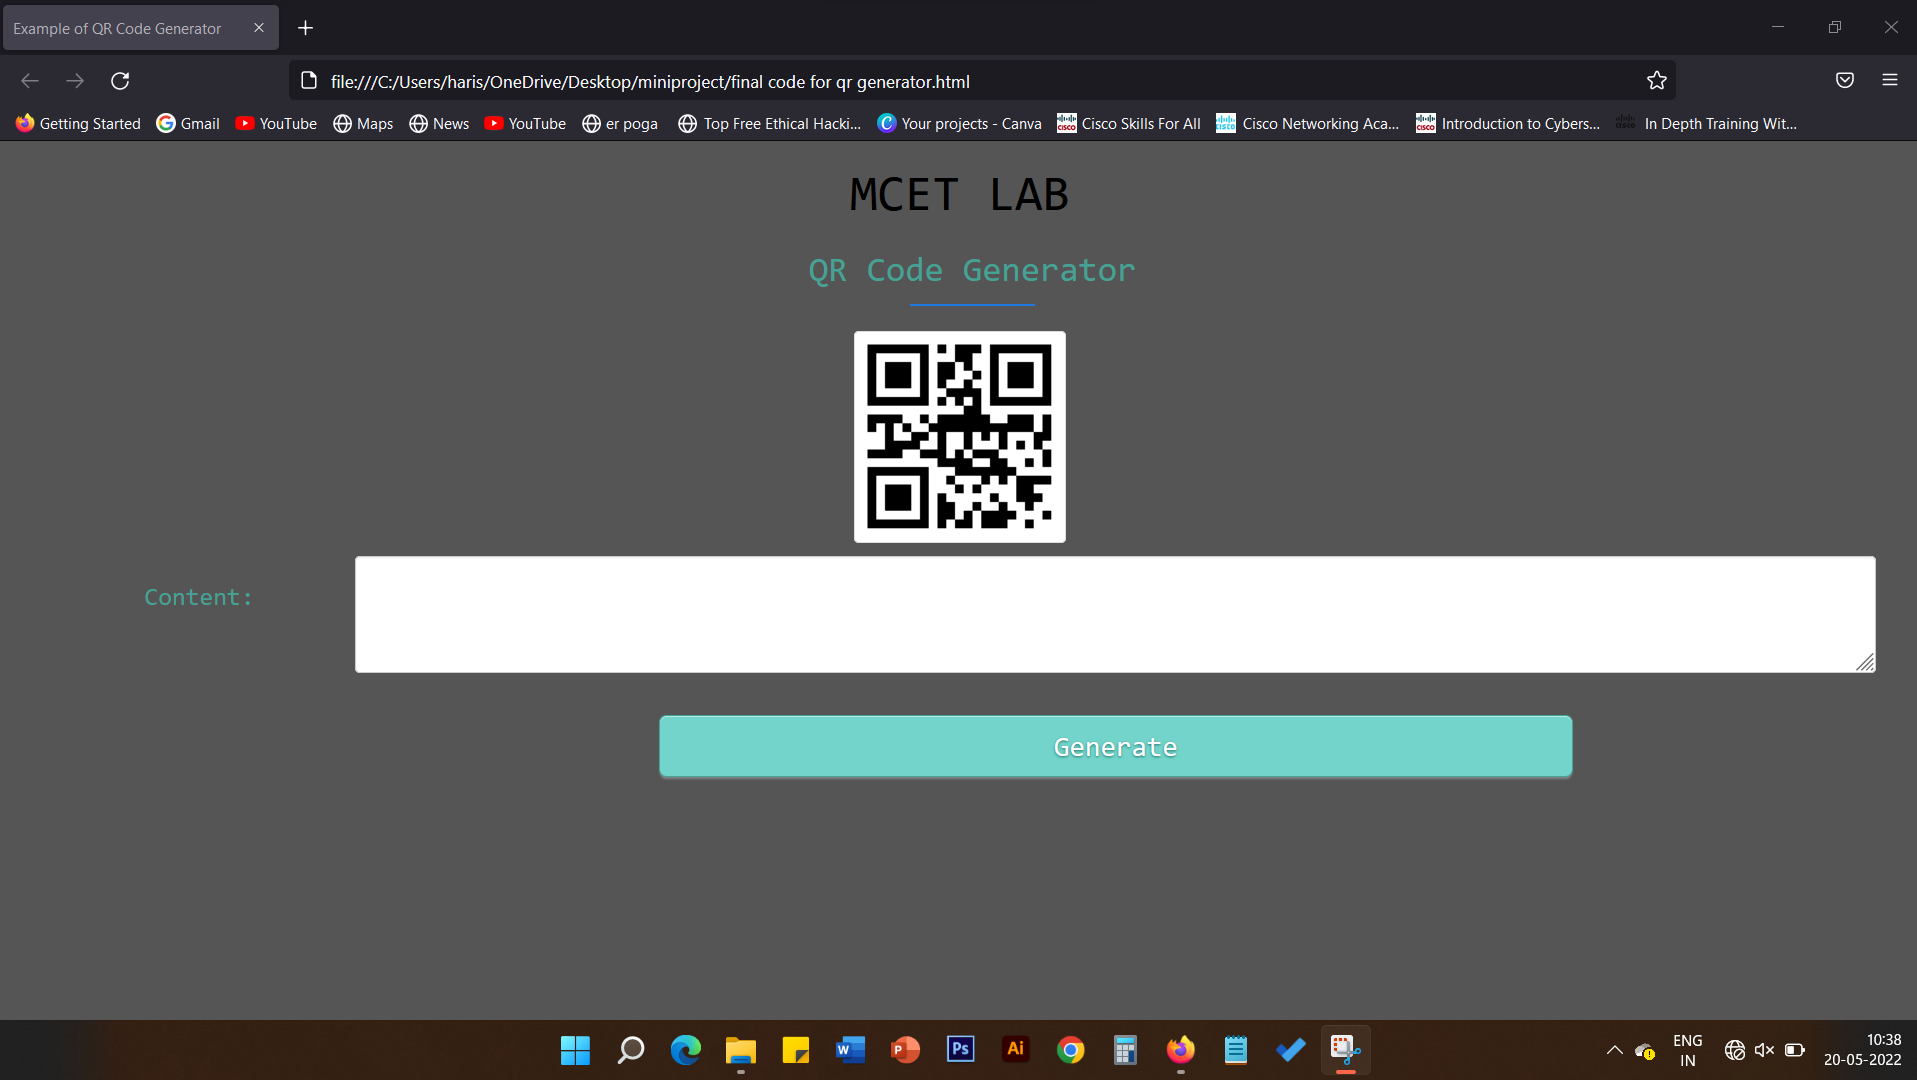 Example of QR Code Generator
file:///C:/Users/haris/OneDrive/Desktop/miniproject/final code for qr generator.html
Getting Started Gmail YouTube Maps News YouTube er poga Top Free Ethical Hacki... Your projects - Canva Cisco Skills For All Cisco Networking Aca... Introduction to Cybers... In Depth Training Wit...
MCET LAB
QR Code Generator
Content:
Generate
ENG
IN
10:38
20-05-2022